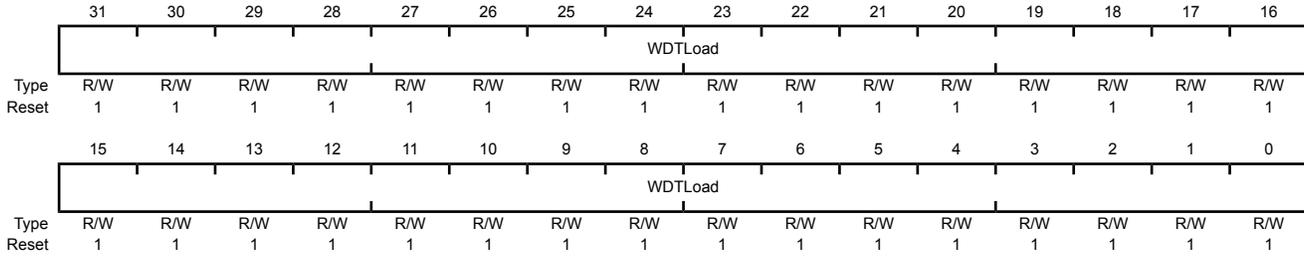 31 30 29 28 27 26 25 24 23 22 21 20 19 18 17 16
WDTLoad
Type R/W R/W R/W R/W R/W R/W R/W R/W R/W R/W R/W R/W R/W R/W R/W R/W
Reset 1 1 1 1 1 1 1 1 1 1 1 1 1 1 1 1
15 14 13 12 11 10 9 8 7 6 5 4 3 2 1 0
WDTLoad
Type R/W R/W R/W R/W R/W R/W R/W R/W R/W R/W R/W R/W R/W R/W R/W R/W
Reset 1 1 1 1 1 1 1 1 1 1 1 1 1 1 1 1